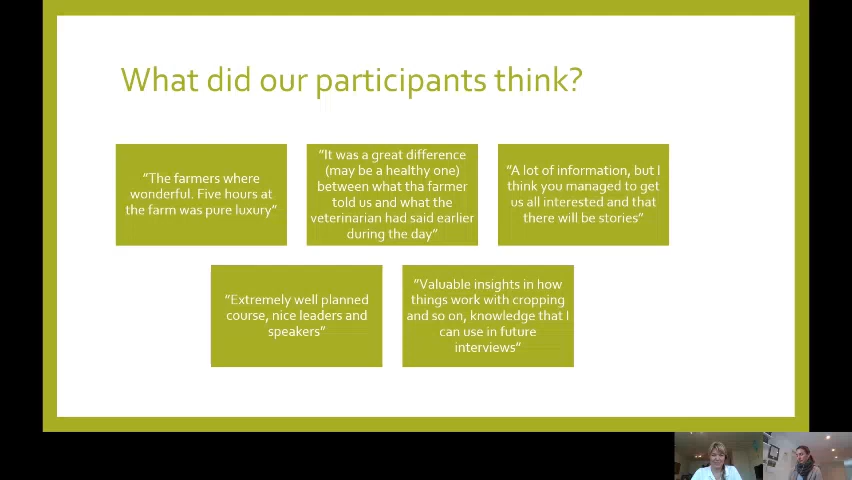 What did our participants think?
"The farmers where
wonderful. Five hours at
the farm was pure luxury"
"It was a great difference
(may be a healthy one)
between what tha farmer
told us and what the
veterinarian had said earlier
during the day"
"A lot of information, but I
think you managed to get
us all interested and that
there will be stories"
"Extremely well planned
course, nice leaders and
speakers"
"Valuable insights in how
things work with cropping
and so on, knowledge that I
can use in future
interviews"